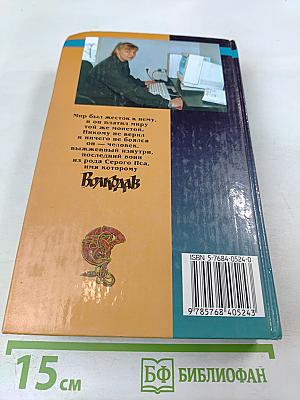 Мир был жесток к нему,
и он платил миру
той же монетой.
Никому не верил
и ничего не боялся
он — человек,
выжженный изнутри,
последний воин
из рода Серого Пса,
имя которому
Волкодав
ISBN 5-7684-0524-0
9 785768 405243
15 см
БФ БИБЛИОФАН